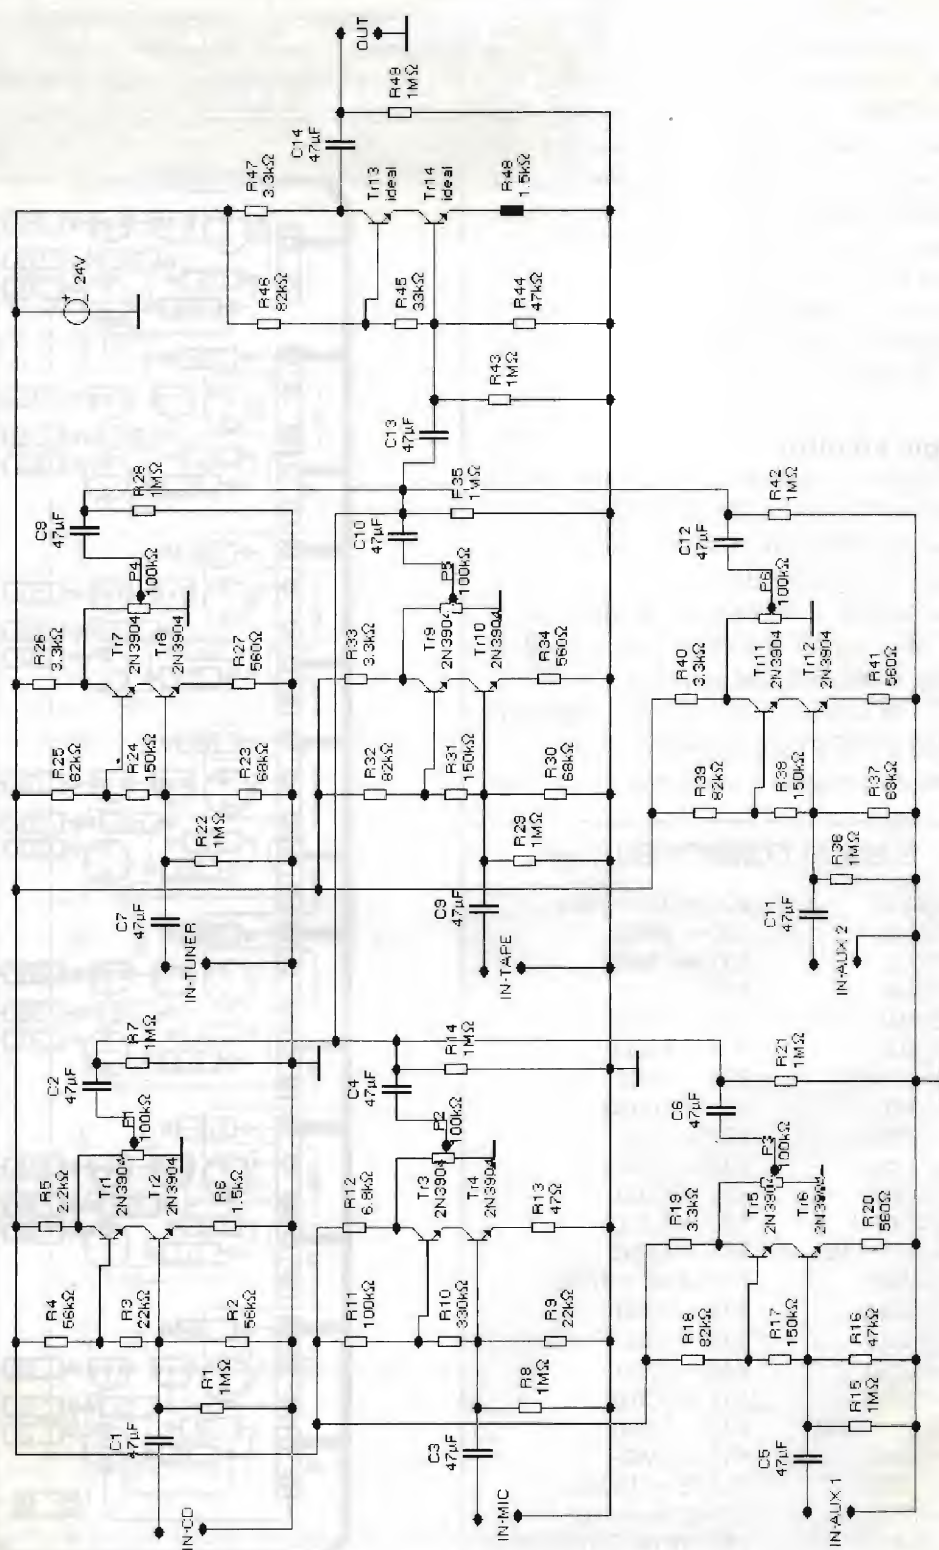 IN-CD
C1
47µF
R1
1MΩ
R4
56kΩ
R3
22kΩ
R2
56kΩ
R5
2.2kΩ
Tr1
2N3904
Tr2
2N3904
R6
1.5kΩ
P1
100kΩ
C2
47µF
R7
1MΩ
IN-TUNER
C7
47µF
R22
1MΩ
R25
82kΩ
R24
150kΩ
R23
68kΩ
R26
3.3kΩ
Tr7
2N3904
Tr8
2N3904
R27
560Ω
P4
100kΩ
C8
47µF
R28
1MΩ
24V
IN-MIC
C3
47µF
R8
1MΩ
R11
100kΩ
R10
330kΩ
R9
22kΩ
R12
6.8kΩ
Tr3
2N3904
Tr4
2N3904
R13
47Ω
P2
100kΩ
C4
47µF
R14
1MΩ
IN-TAPE
C9
47µF
R29
1MΩ
R32
82kΩ
R31
150kΩ
R30
68kΩ
R33
3.3kΩ
Tr9
2N3904
Tr10
2N3904
R34
560Ω
P5
100kΩ
C10
47µF
R35
1MΩ
C13
47µF
R43
1MΩ
R46
82kΩ
R45
33kΩ
R44
47kΩ
R47
3.3kΩ
Tr13
ideal
Tr14
ideal
R48
1.5kΩ
C14
47µF
R49
1MΩ
OUT
IN-AUX 1
C5
47µF
R15
1MΩ
R18
82kΩ
R17
150kΩ
R16
47kΩ
R19
3.3kΩ
Tr5
2N3904
Tr6
2N3904
R20
560Ω
P3
100kΩ
C6
47µF
R21
1MΩ
IN-AUX 2
C11
47µF
R36
1MΩ
R39
82kΩ
R38
150kΩ
R37
68kΩ
R40
3.3kΩ
Tr11
2N3904
Tr12
2N3904
R41
560Ω
P6
100kΩ
C12
47µF
R42
1MΩ